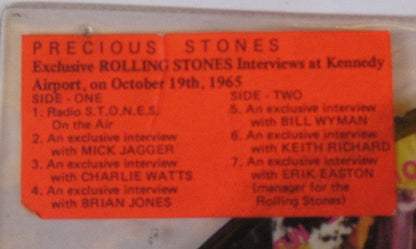 PRECIOUS STONES
Exclusive ROLLING STONES Interviews at Kennedy
Airport, on October 19th, 1965
SIDE - ONE
1. Radio S.T.O.N.E.S.
On the Air
2. An exclusive interview
with MICK JAGGER
3. An exclusive interview
with CHARLIE WATTS
4. An exclusive interview
with BRIAN JONES
SIDE - TWO
5. An exclusive interview
with BILL WYMAN
6. An exclusive interview
with KEITH RICHARD
7. An exclusive interview
with ERIK EASTON
(manager for the
Rolling Stones)